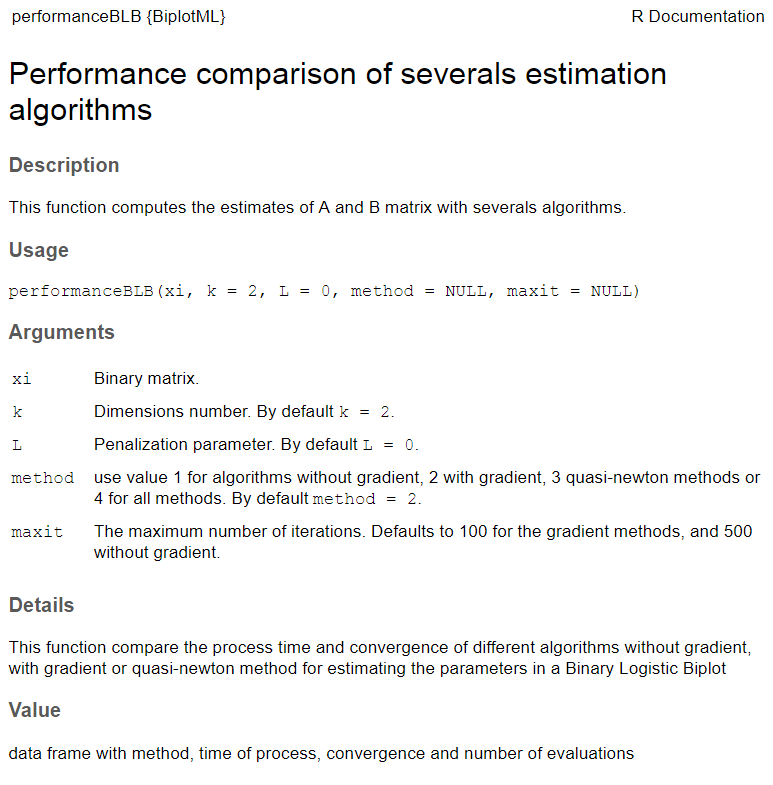 performanceBLB {BiplotML} R Documentation
Performance comparison of severals estimation
algorithms
Description
This function computes the estimates of A and B matrix with severals algorithms.
Usage
performanceBLB(xi, k = 2, L = 0, method = NULL, maxit = NULL)
Arguments
xi Binary matrix.
k Dimensions number. By default k = 2.
L Penalization parameter. By default L = 0.
method use value 1 for algorithms without gradient, 2 with gradient, 3 quasi-newton methods or
4 for all methods. By default method = 2.
maxit The maximum number of iterations. Defaults to 100 for the gradient methods, and 500
without gradient.
Details
This function compare the process time and convergence of different algorithms without gradient,
with gradient or quasi-newton method for estimating the parameters in a Binary Logistic Biplot
Value
data frame with method, time of process, convergence and number of evaluations